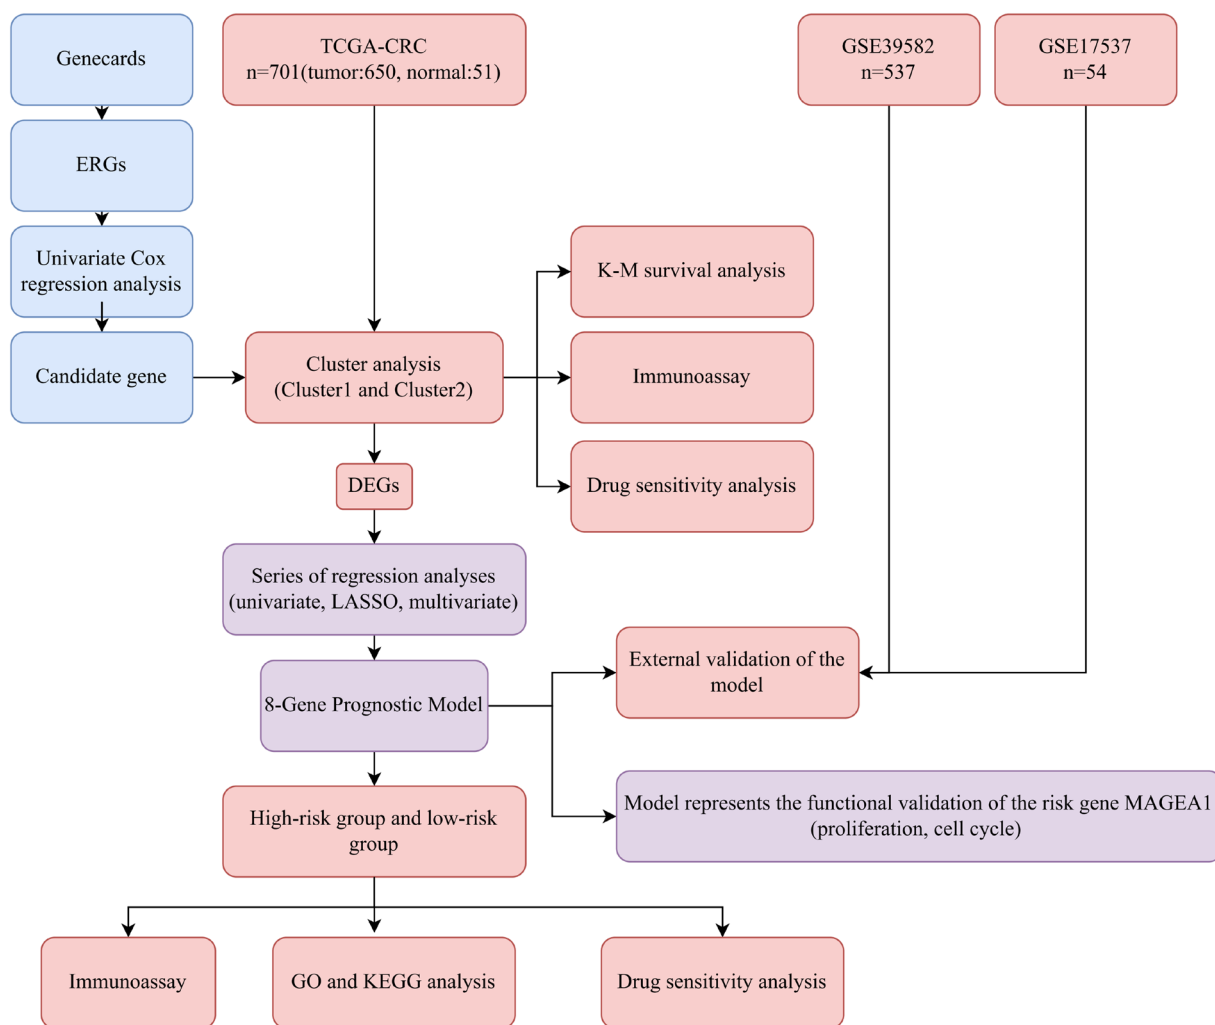 Genecards
TCGA-CRC
n=701(tumor:650, normal:51)
GSE39582
n=537
GSE17537
n=54
ERGs
Univariate Cox
regression analysis
Candidate gene
Cluster analysis
(Cluster1 and Cluster2)
K-M survival analysis
Immunoassay
Drug sensitivity analysis
DEGs
Series of regression analyses
(univariate, LASSO, multivariate)
8-Gene Prognostic Model
External validation of the
model
Model represents the functional validation of the risk gene MAGEA1
(proliferation, cell cycle)
High-risk group and low-risk
group
Immunoassay
GO and KEGG analysis
Drug sensitivity analysis